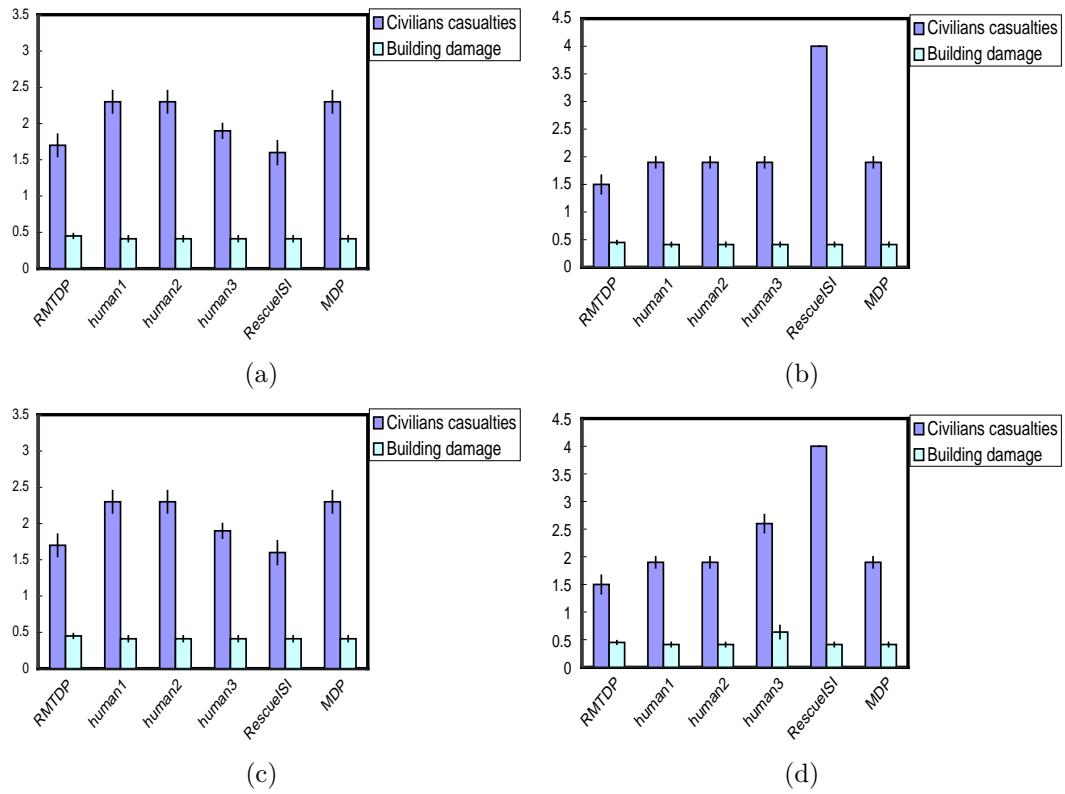 3.5
3
2.5
2
1.5
1
0.5
0
Civilians casualties
Building damage
RMTDP
human1
human2
human3
RescueISI
MDP
(a)
4.5
4
3.5
3
2.5
2
1.5
1
0.5
0
Civilians casualties
Building damage
RMTDP
human1
human2
human3
RescueISI
MDP
(b)
3.5
3
2.5
2
1.5
1
0.5
0
Civilians casualties
Building damage
RMTDP
human1
human2
human3
RescueISI
MDP
(c)
4.5
4
3.5
3
2.5
2
1.5
1
0.5
0
Civilians casualties
Building damage
RMTDP
human1
human2
human3
RescueISI
MDP
(d)